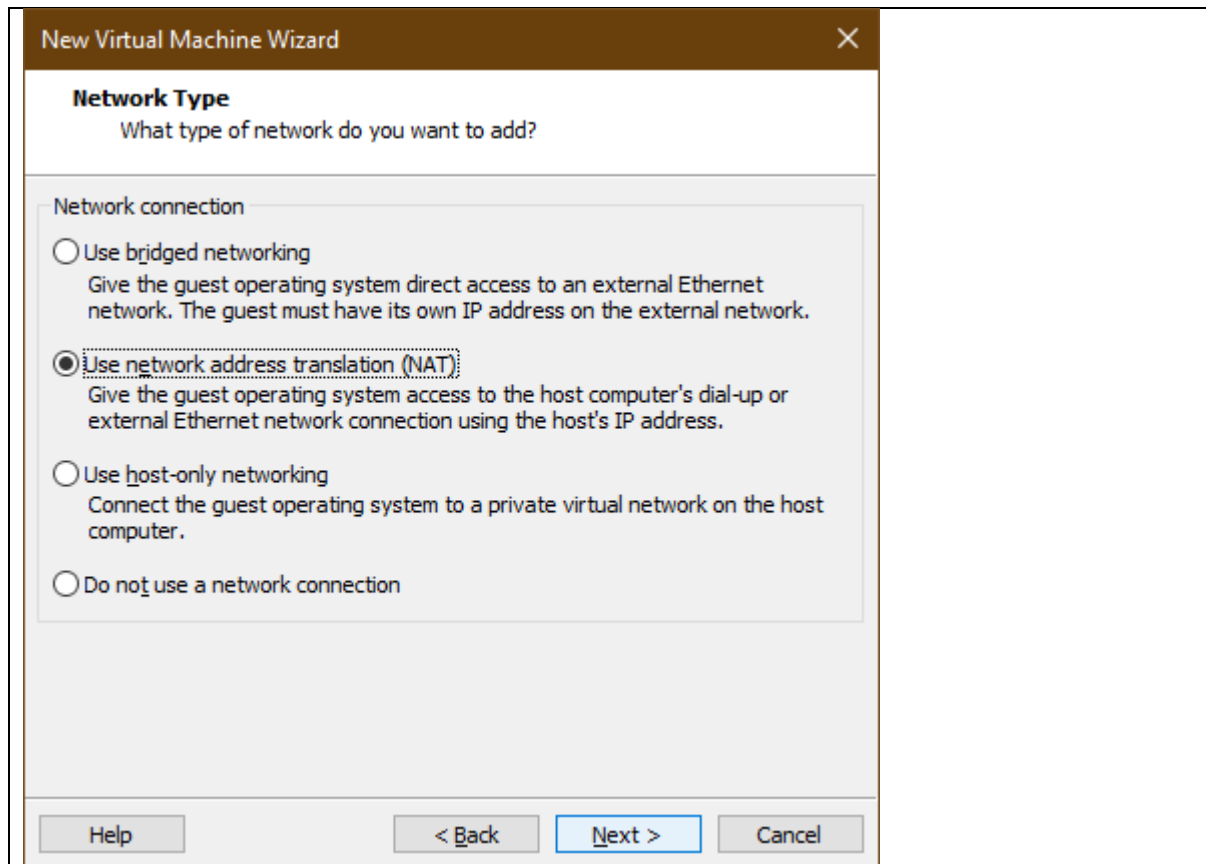 New Virtual Machine Wizard
Network Type
What type of network do you want to add?
Network connection
Use bridged networking
Give the guest operating system direct access to an external Ethernet
network. The guest must have its own IP address on the external network.
Use network address translation (NAT)
Give the guest operating system access to the host computer's dial-up or
external Ethernet network connection using the host's IP address.
Use host-only networking
Connect the guest operating system to a private virtual network on the host
computer.
Do not use a network connection
Help
< Back
Next >
Cancel